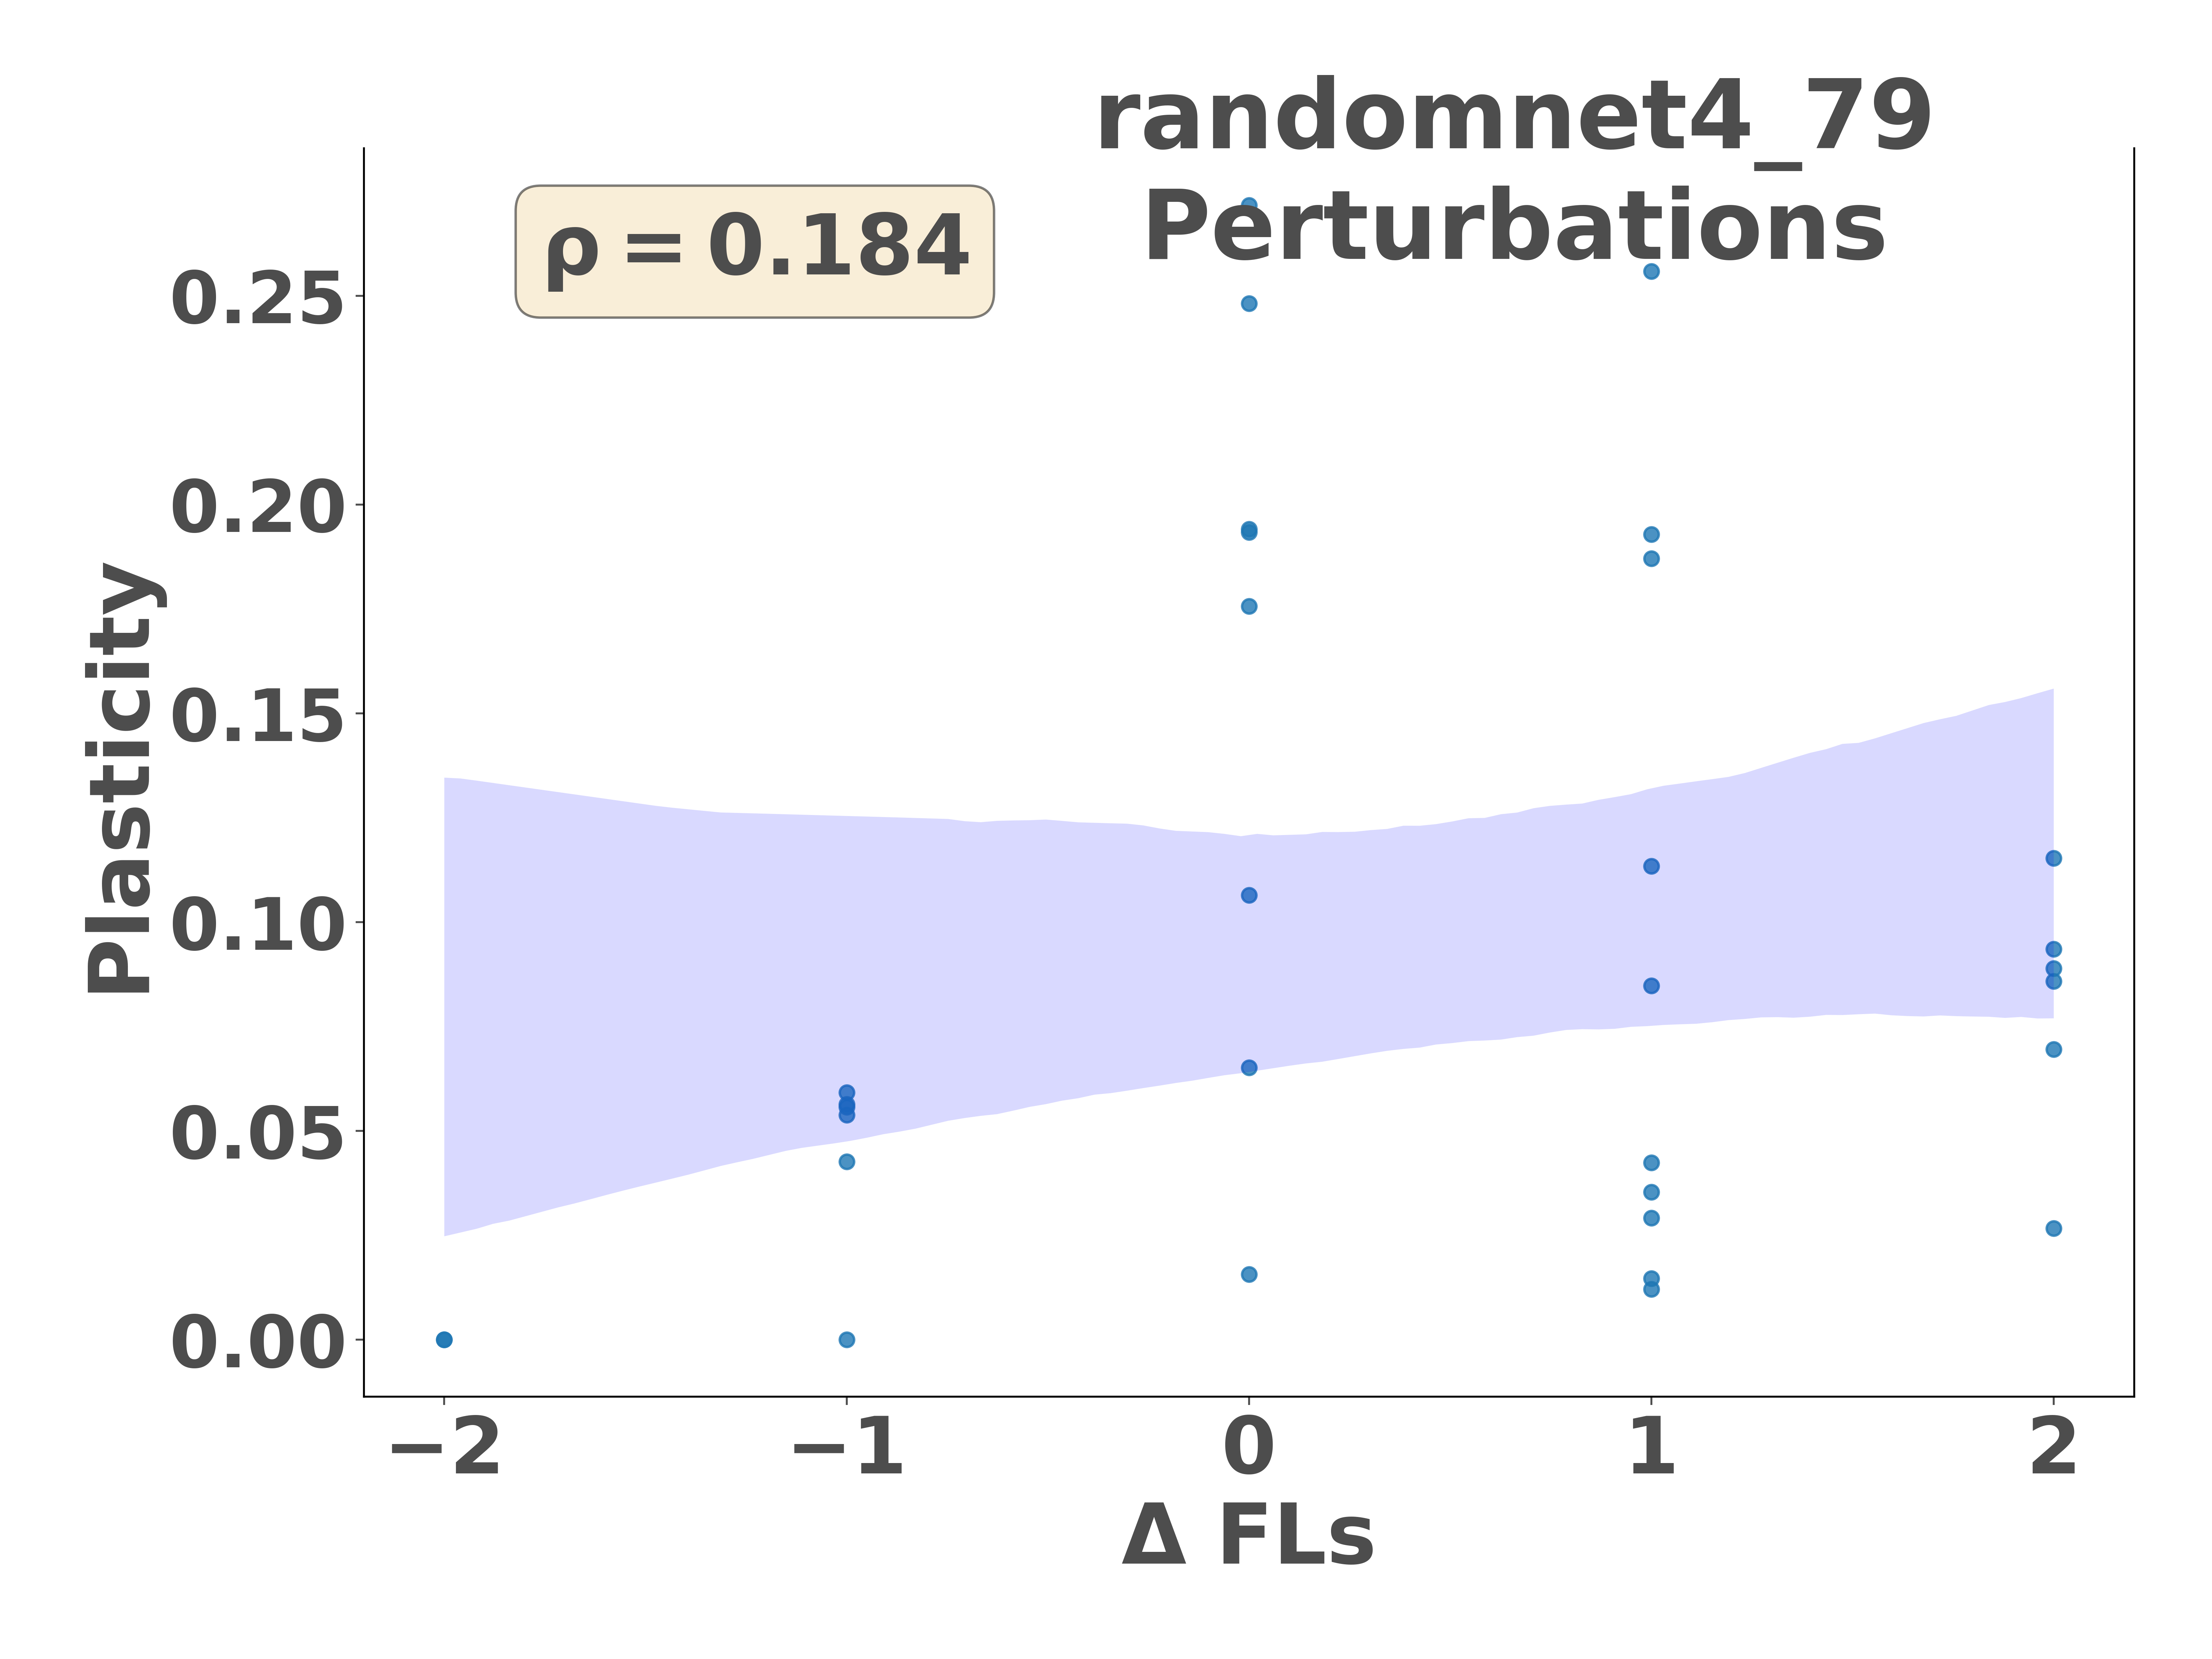 randomnet4_79
Perturbations
ρ = 0.184
0.25
0.20
0.15
0.10
0.05
0.00
Plasticity
−2 −1 0 1 2
Δ FLs